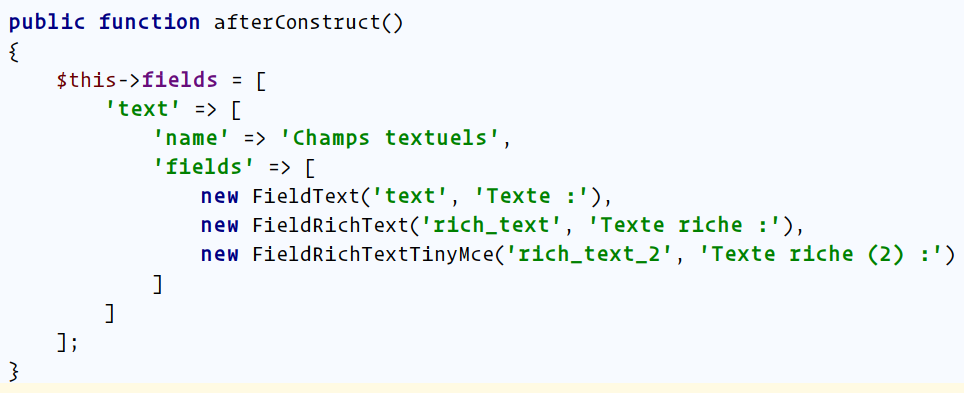 public function afterConstruct()
{
    $this->fields = [
        'text' => [
            'name' => 'Champs textuels',
            'fields' => [
                new FieldText('text', 'Texte :'),
                new FieldRichText('rich_text', 'Texte riche :'),
                new FieldRichTextTinyMce('rich_text_2', 'Texte riche (2) :')
            ]
        ]
    ];
}